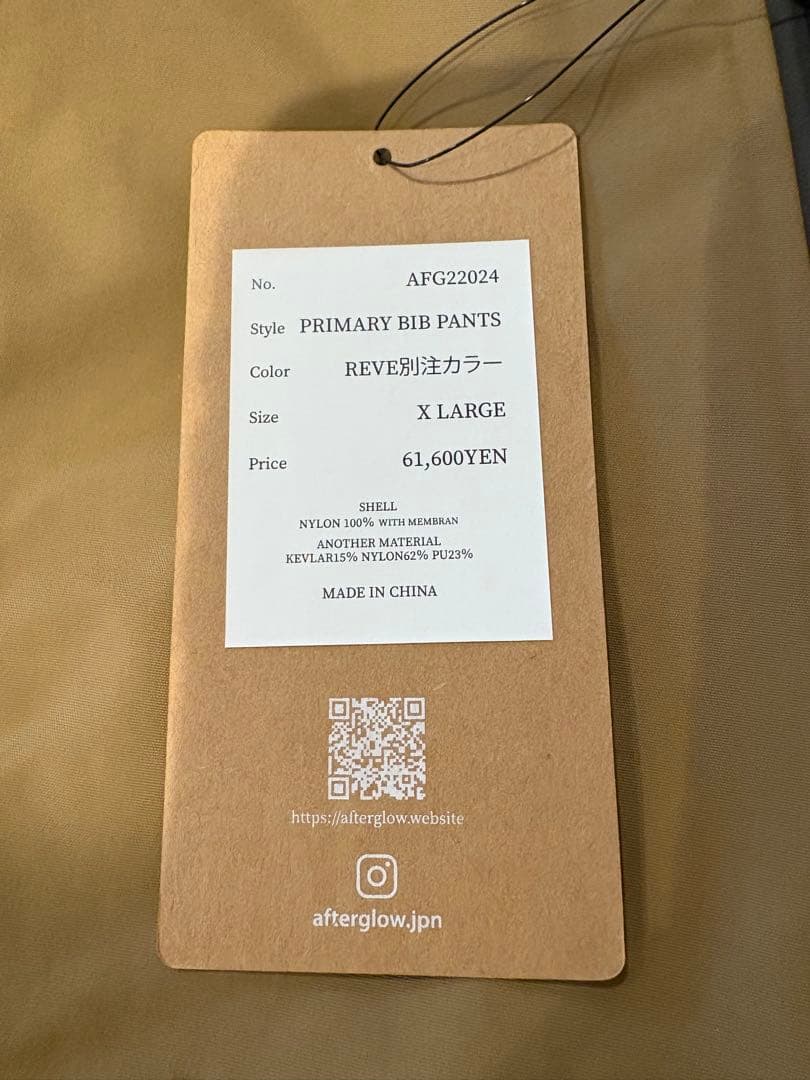 No. AFG22024
Style PRIMARY BIB PANTS
Color REVE別注カラー
Size X LARGE
Price 61,600YEN
SHELL
NYLON 100% WITH MEMBRAN
ANOTHER MATERIAL
KEVLAR15% NYLON62% PU23%
MADE IN CHINA
https://afterglow.website
afterglow.jpn